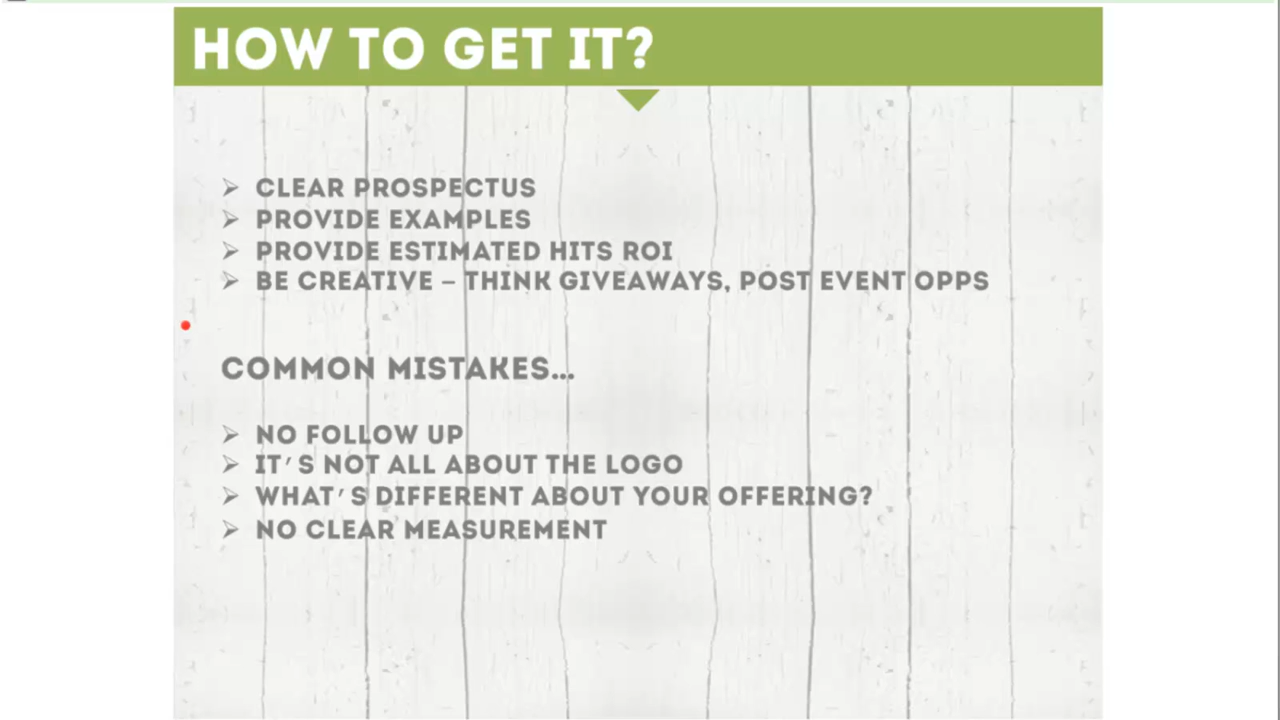 HOW TO GET IT?
➢ CLEAR PROSPECTUS
➢ PROVIDE EXAMPLES
➢ PROVIDE ESTIMATED HITS ROI
➢ BE CREATIVE – THINK GIVEAWAYS, POST EVENT OPPS
COMMON MISTAKES...
➢ NO FOLLOW UP
➢ IT'S NOT ALL ABOUT THE LOGO
➢ WHAT'S DIFFERENT ABOUT YOUR OFFERING?
➢ NO CLEAR MEASUREMENT